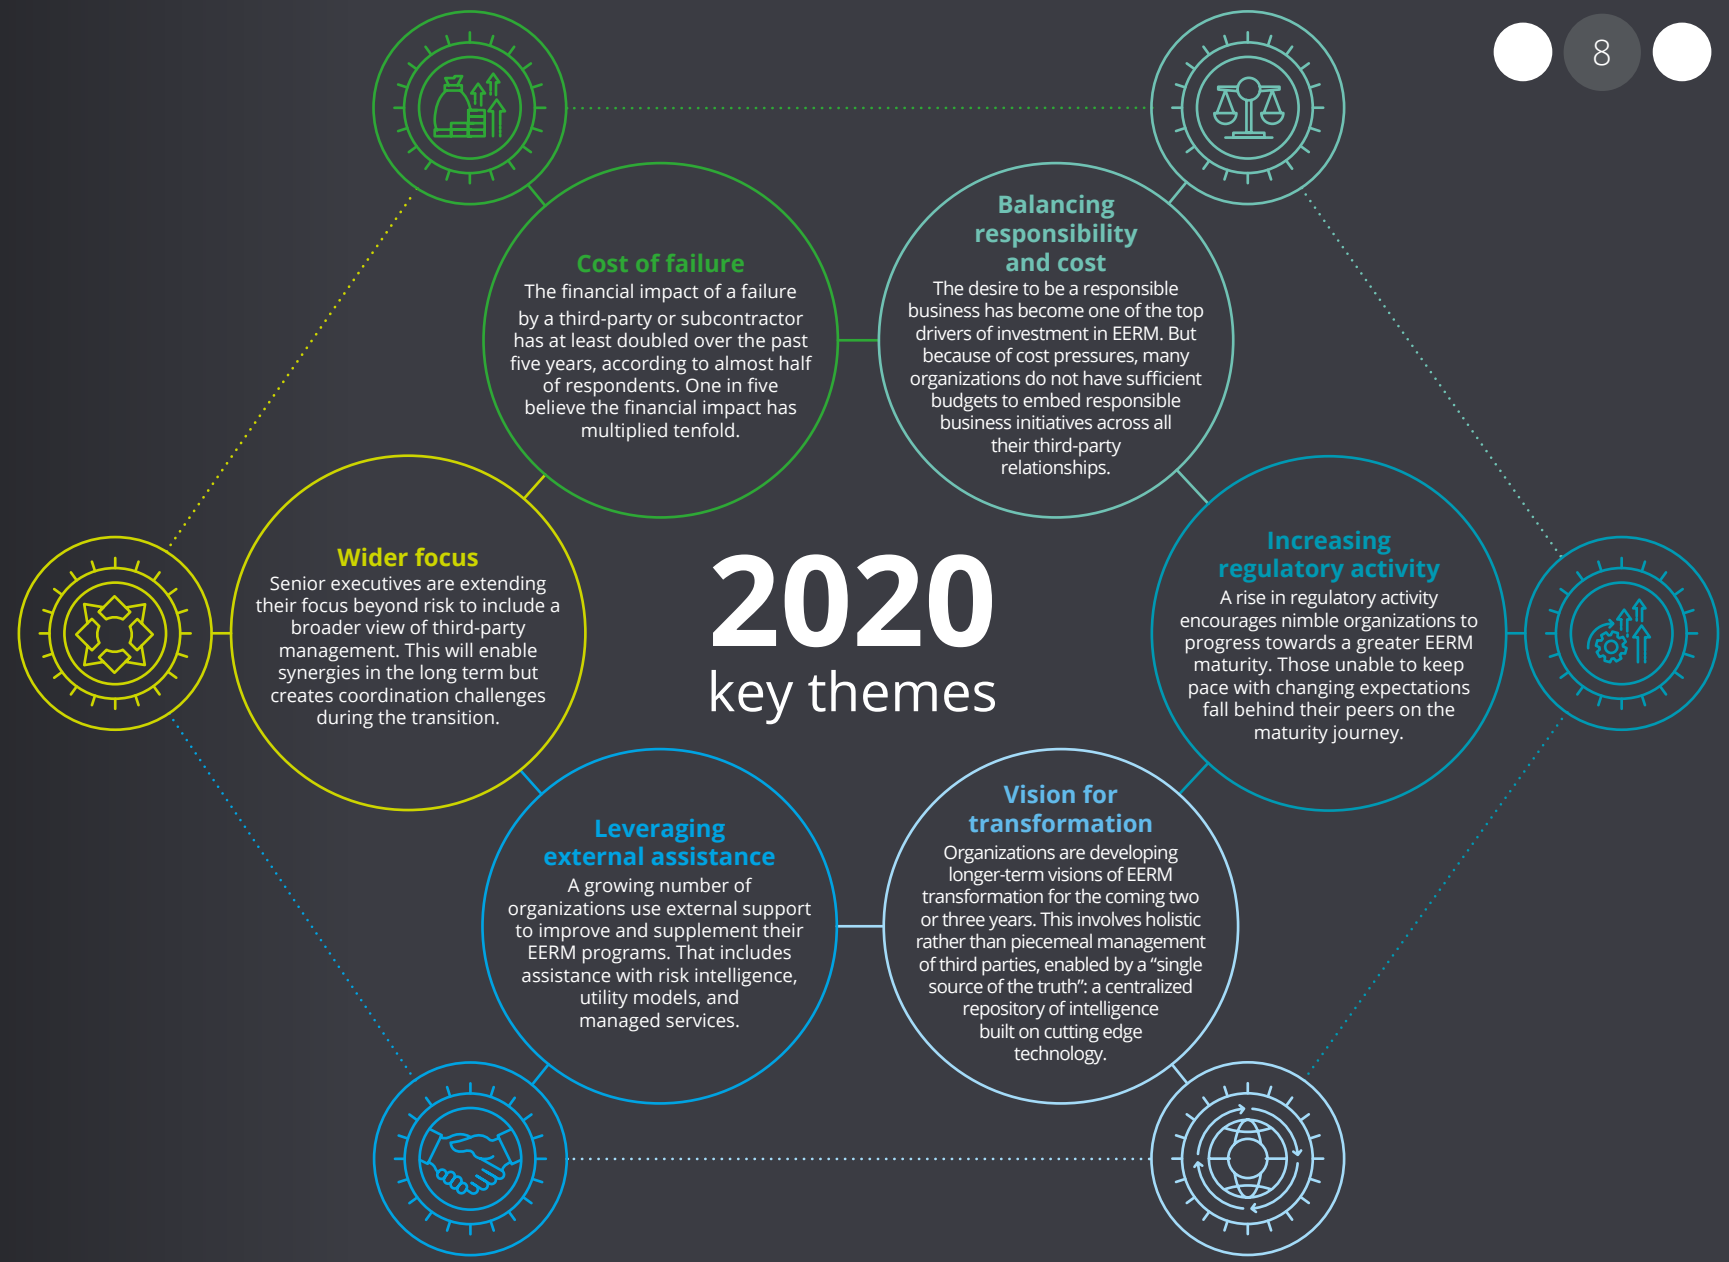 8
Cost of failure
The financial impact of a failure
by a third-party or subcontractor
has at least doubled over the past
five years, according to almost half
of respondents. One in five
believe the financial impact has
multiplied tenfold.
Balancing
responsibility
and cost
The desire to be a responsible
business has become one of the top
drivers of investment in EERM. But
because of cost pressures, many
organizations do not have sufficient
budgets to embed responsible
business initiatives across all
their third-party
relationships.
Wider focus
Senior executives are extending
their focus beyond risk to include a
broader view of third-party
management. This will enable
synergies in the long term but
creates coordination challenges
during the transition.
2020
key themes
Increasing
regulatory activity
A rise in regulatory activity
encourages nimble organizations to
progress towards a greater EERM
maturity. Those unable to keep
pace with changing expectations
fall behind their peers on the
maturity journey.
Leveraging
external assistance
A growing number of
organizations use external support
to improve and supplement their
EERM programs. That includes
assistance with risk intelligence,
utility models, and
managed services.
Vision for
transformation
Organizations are developing
longer-term visions of EERM
transformation for the coming two
or three years. This involves holistic
rather than piecemeal management
of third parties, enabled by a “single
source of the truth”: a centralized
repository of intelligence
built on cutting edge
technology.